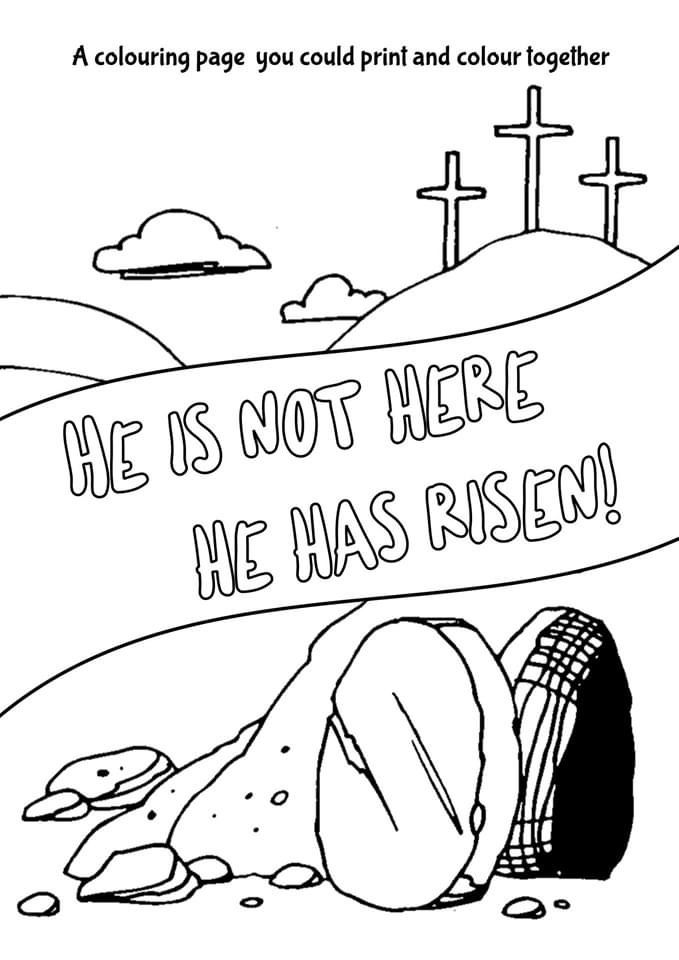 A colouring page you could print and colour together
HE IS NOT HERE
HE HAS RISEN!